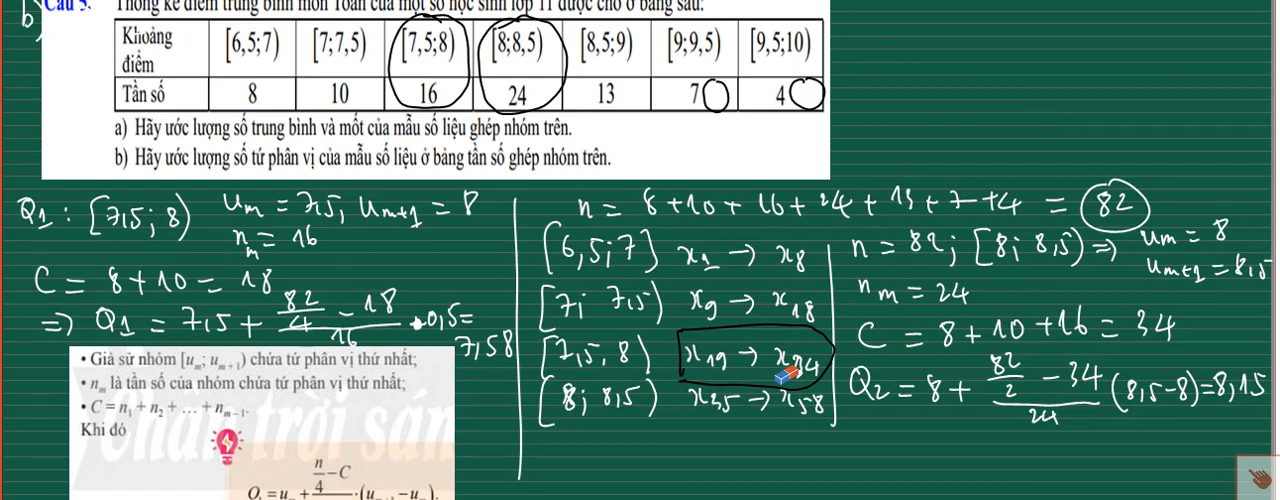 b)
Câu 5. Thống kê điểm trung bình môn Toán của một số học sinh lớp 11 được cho ở bảng sau:
Khoảng điểm [6,5;7) [7;7,5) [7,5;8) [8;8,5) [8,5;9) [9;9,5) [9,5;10)
Tần số 8 10 16 24 13 7 4
a) Hãy ước lượng số trung bình và mốt của mẫu số liệu ghép nhóm trên.
b) Hãy ước lượng số tứ phân vị của mẫu số liệu ở bảng tần số ghép nhóm trên.
Q1 : [7,5; 8) um = 7,5, um+1 = 8
nm = 16
C = 8 + 10 = 18
=> Q1 = 7,5 + (82/4 - 18)/16 • 0,5 = 7,58
• Giả sử nhóm [um; um+1) chứa tứ phân vị thứ nhất;
• nm là tần số của nhóm chứa tứ phân vị thứ nhất;
• C = n1 + n2 + … + nm−1.
Khi đó
n/4 − C
n = 8 + 10 + 16 + 24 + 13 + 7 + 4 = 82
[6,5; 7] x1 → x8
[7; 7,5) x9 → x18
[7,5, 8) x19 → x34
[8; 8,5) x35 → x58
n = 82; [8; 8,5) => um = 8
um+1 = 8,5
nm = 24
C = 8 + 10 + 16 = 34
Q2 = 8 + (82/2 - 34)/24 (8,5 - 8) = 8,15